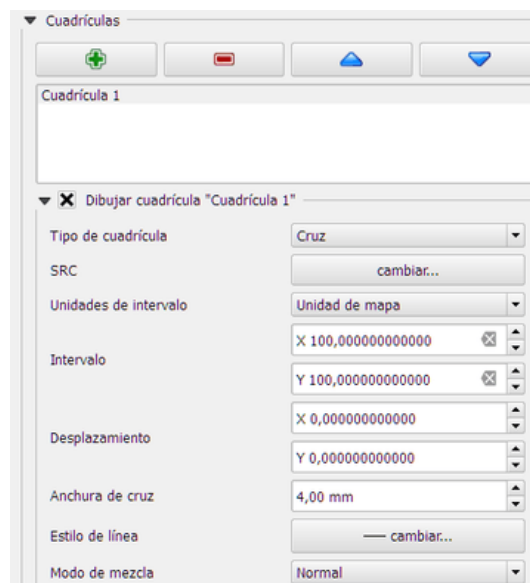 Cuadrículas
Cuadrícula 1
Dibujar cuadrícula "Cuadrícula 1"
Tipo de cuadrícula Cruz
SRC cambiar...
Unidades de intervalo Unidad de mapa
Intervalo
X 100,000000000000
Y 100,000000000000
Desplazamiento
X 0,000000000000
Y 0,000000000000
Anchura de cruz 4,00 mm
Estilo de línea cambiar...
Modo de mezcla Normal